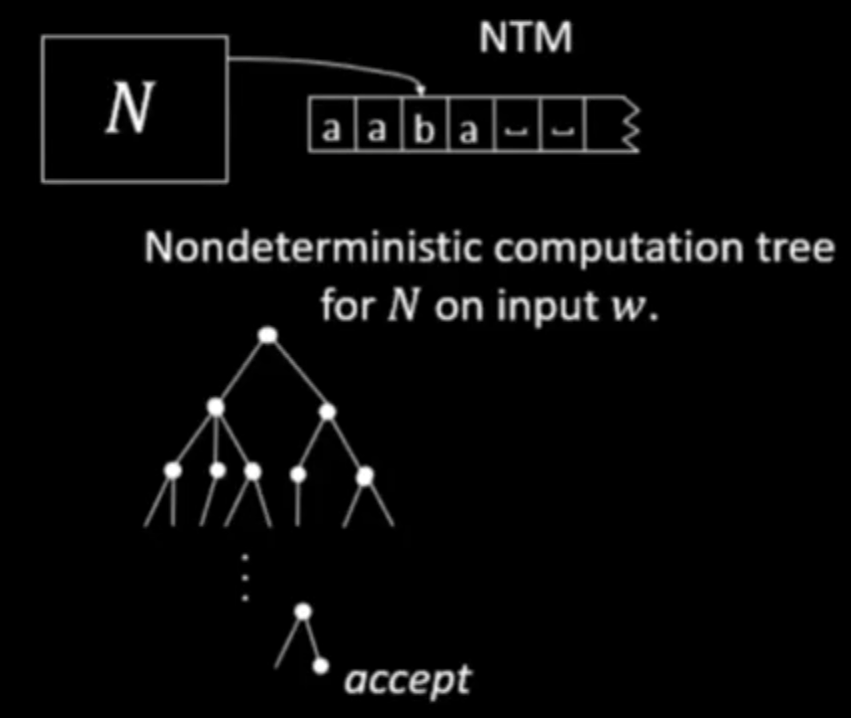 NTM
N
a a b a ⎵ ⎵
Nondeterministic computation tree
for N on input w.
accept